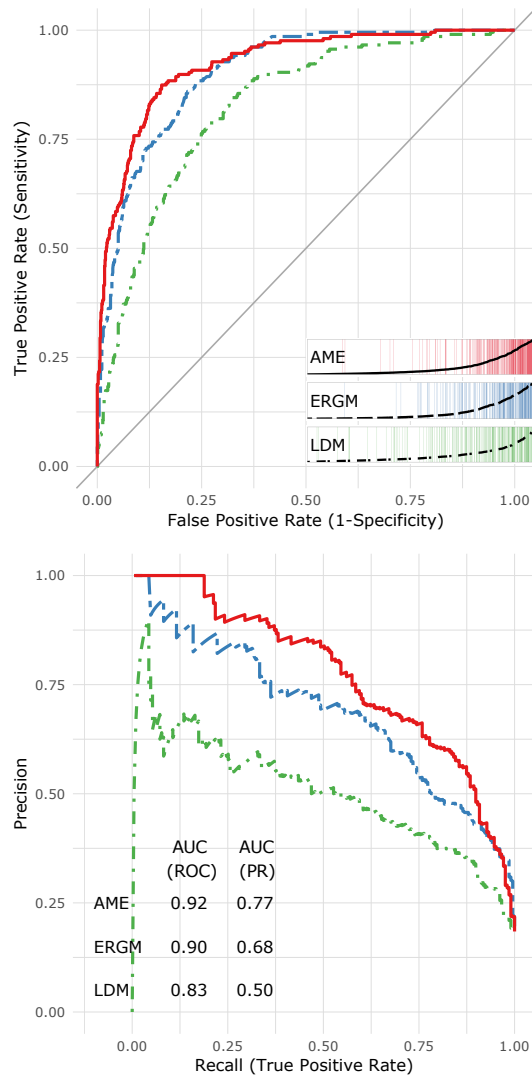 1.00
0.75
0.50
0.25
0.00
True Positive Rate (Sensitivity)
AME
ERGM
LDM
0.00 0.25 0.50 0.75 1.00
False Positive Rate (1-Specificity)
1.00
0.75
0.50
0.25
0.00
Precision
AUC AUC
(ROC) (PR)
AME 0.92 0.77
ERGM 0.90 0.68
LDM 0.83 0.50
0.00 0.25 0.50 0.75 1.00
Recall (True Positive Rate)